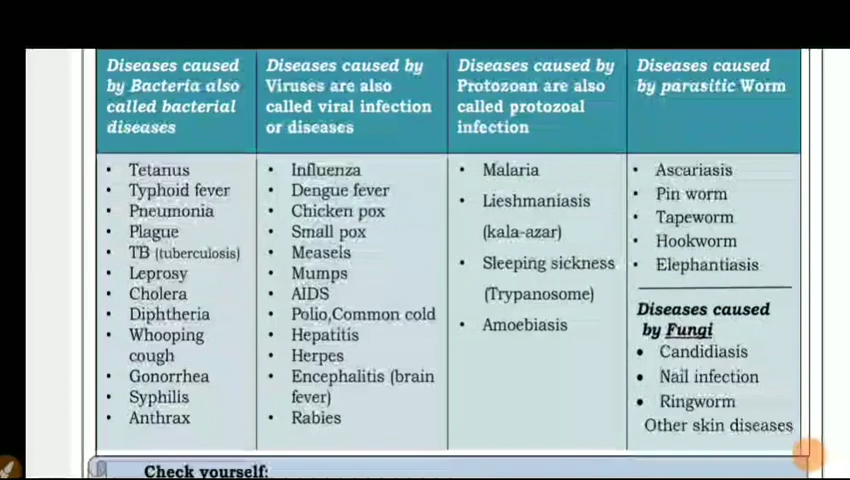 Diseases caused
by Bacteria also
called bacterial
diseases
Tetanus
Typhoid fever
Pneumonia
Plague
TB (tuberculosis)
Leprosy
Cholera
Diphtheria
Whooping
cough
Gonorrhea
Syphilis
Anthrax
Diseases caused by
Viruses are also
called viral infection
or diseases
Influenza
Dengue fever
Chicken pox
Small pox
Measels
Mumps
AIDS
Polio,Common cold
Hepatitis
Herpes
Encephalitis (brain
fever)
Rabies
Diseases caused by
Protozoan are also
called protozoal
infection
Malaria
Lieshmaniasis
(kala-azar)
Sleeping sickness
(Trypanosome)
Amoebiasis
Diseases caused
by parasitic Worm
Ascariasis
Pin worm
Tapeworm
Hookworm
Elephantiasis
Diseases caused
by Fungi
Candidiasis
Nail infection
Ringworm
Other skin diseases
Check yourself: